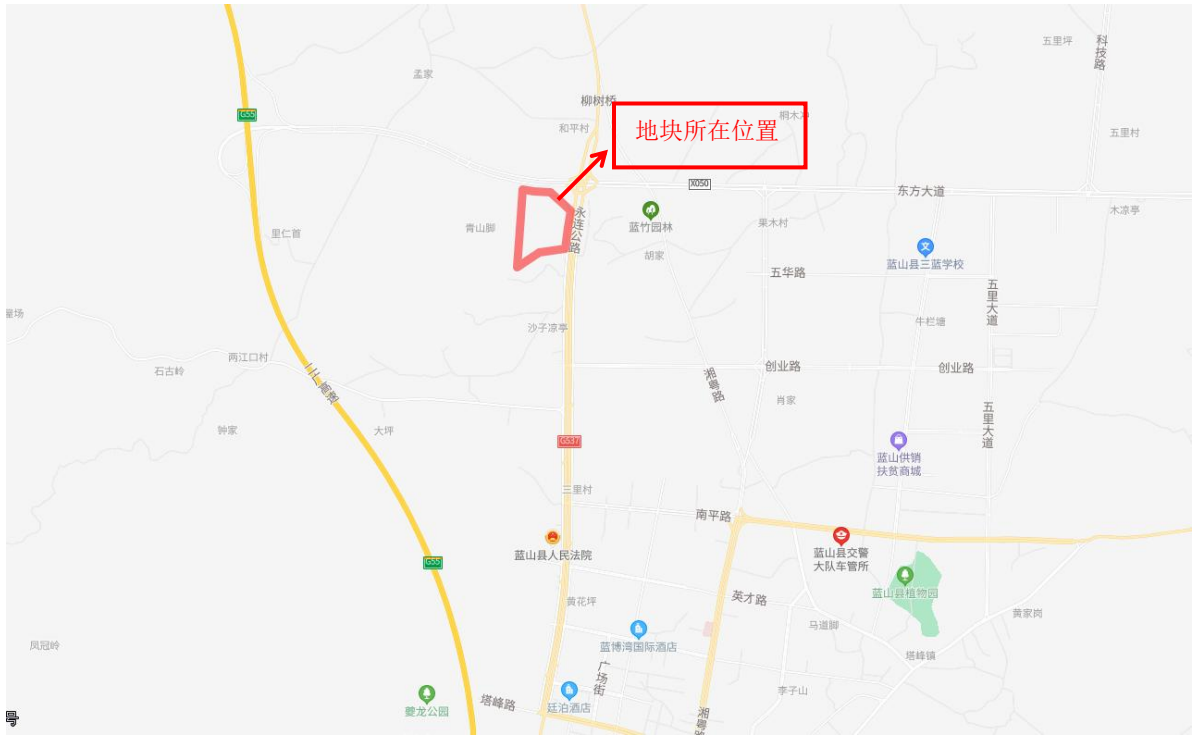 五里坪
科技路
孟家
柳树桥
G55
桐木冲
和平村
地块所在位置
五里村
X050
东方大道
木凉亭
永连公路
蓝竹园林
果木村
青山脚
里仁首
胡家
蓝山县三蓝学校
五华路
五里大道
牛栏塘
沙子凉亭
两江口村
石古岭
二广高速
湘粤路
创业路
创业路
肖家
五里大道
钟家
大坪
G537
蓝山供销
扶贫商城
三里村
南平路
蓝山县人民法院
蓝山县交警
大队车管所
G55
英才路
蓝山县植物园
黄花坪
黄家岗
马道脚
蓝博湾国际酒店
凤冠岭
塔峰镇
广场街
李子山
夔龙公园
塔峰路
廷泊酒店
湘粤路
号